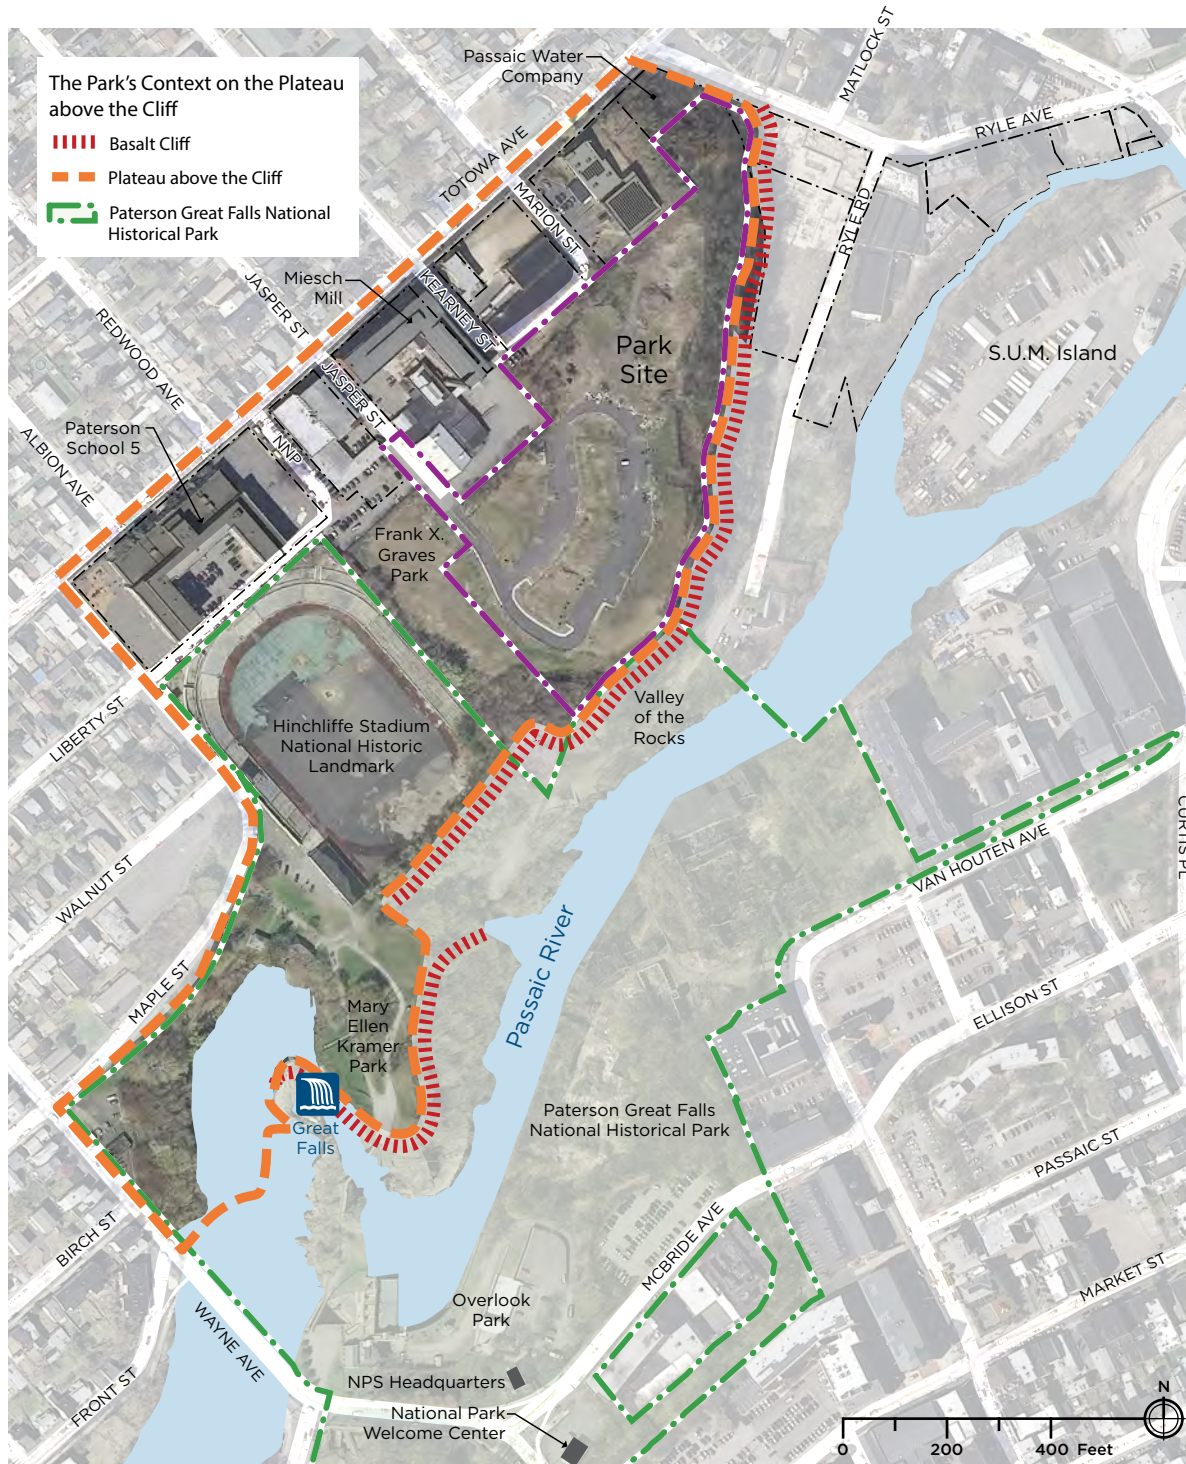 The Park's Context on the Plateau
above the Cliff
Basalt Cliff
Plateau above the Cliff
Paterson Great Falls National
Historical Park
Passaic Water
Company
MATLOCK ST
RYLE AVE
TOTOWA AVE
MARION ST
RYLE RD
Miesch
Mill
JASPER ST
KEARNEY ST
REDWOOD AVE
Park
Site
S.U.M. Island
JASPER ST
ALBION AVE
Paterson
School 5
NNP
Frank X.
Graves
Park
LIBERTY ST
Hinchliffe Stadium
National Historic
Landmark
Valley
of the
Rocks
WALNUT ST
VAN HOUTEN AVE
CURTIS PL
MAPLE ST
Passaic River
ELLISON ST
Mary
Ellen
Kramer
Park
Great
Falls
Paterson Great Falls
National Historical Park
PASSAIC ST
BIRCH ST
MCBRIDE AVE
MARKET ST
Overlook
Park
WAYNE AVE
FRONT ST
NPS Headquarters
National Park
Welcome Center
N
0 200 400 Feet